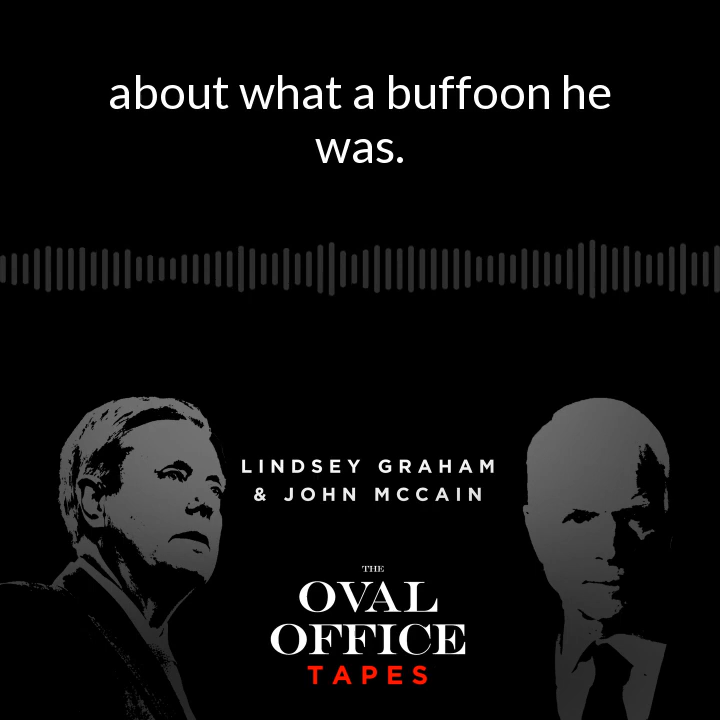 about what a buffoon he
was.
LINDSEY GRAHAM
& JOHN MCCAIN
THE
OVAL
OFFICE
TAPES